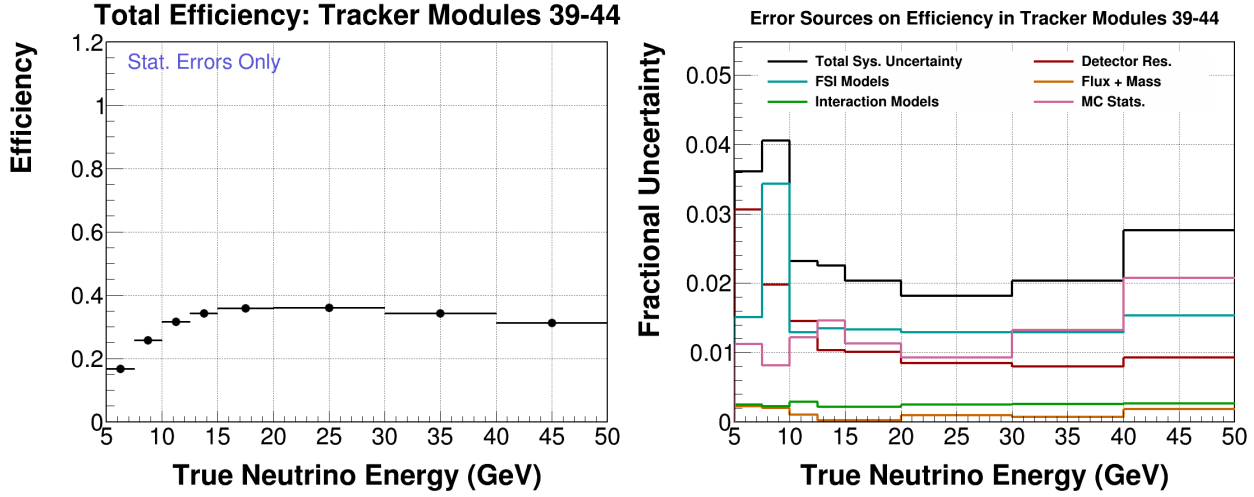 Total Efficiency: Tracker Modules 39-44
Stat. Errors Only
Efficiency
1.2
1
0.8
0.6
0.4
0.2
0
5 10 15 20 25 30 35 40 45 50
True Neutrino Energy (GeV)
Error Sources on Efficiency in Tracker Modules 39-44
Total Sys. Uncertainty
FSI Models
Interaction Models
Detector Res.
Flux + Mass
MC Stats.
Fractional Uncertainty
0.05
0.04
0.03
0.02
0.01
0
5 10 15 20 25 30 35 40 45 50
True Neutrino Energy (GeV)